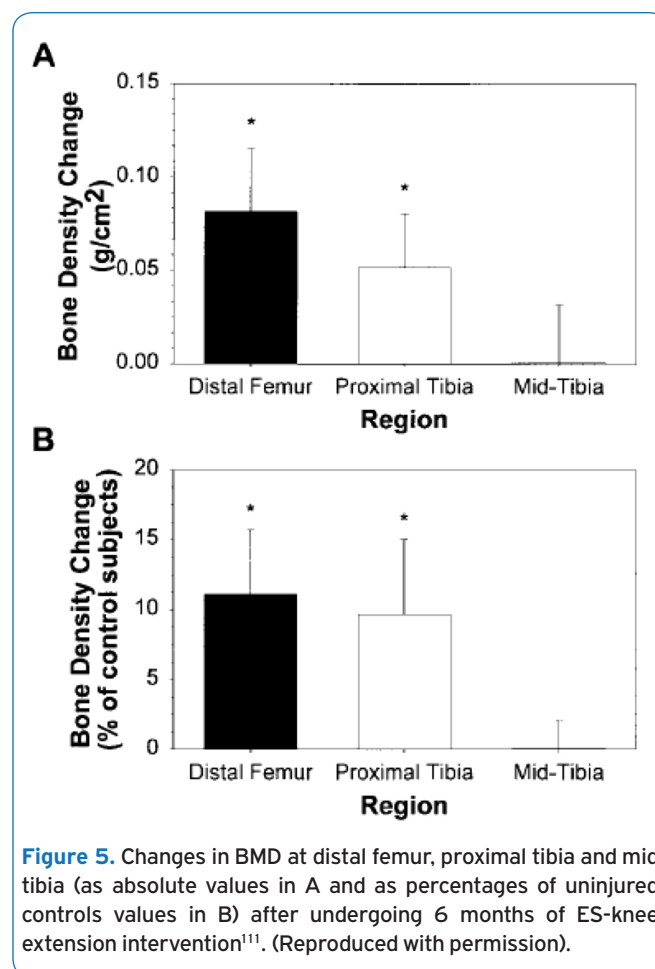 A
Bone Density Change
(g/cm²)
0.15
0.10
0.05
0.00
*
*
Distal Femur Proximal Tibia Mid-Tibia
Region
B
Bone Density Change
(% of control subjects)
20
15
10
5
0
*
*
Distal Femur Proximal Tibia Mid-Tibia
Region
Figure 5. Changes in BMD at distal femur, proximal tibia and mid
tibia (as absolute values in A and as percentages of uninjured
controls values in B) after undergoing 6 months of ES-knee
extension intervention¹¹¹. (Reproduced with permission).